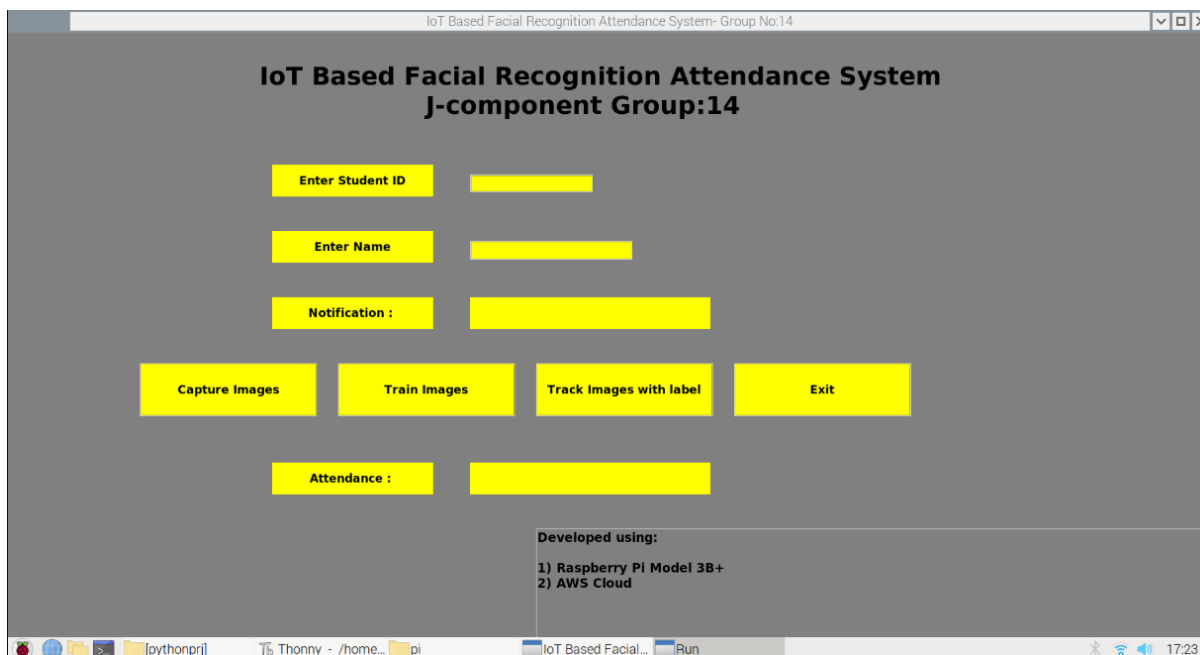 IoT Based Facial Recognition Attendance System- Group No:14
IoT Based Facial Recognition Attendance System
J-component Group:14
Enter Student ID
Enter Name
Notification :
Capture Images
Train Images
Track Images with label
Exit
Attendance :
Developed using:
1) Raspberry Pi Model 3B+
2) AWS Cloud
[pythonprj]
Thonny - /home...
pi
IoT Based Facial...
Run
17:23